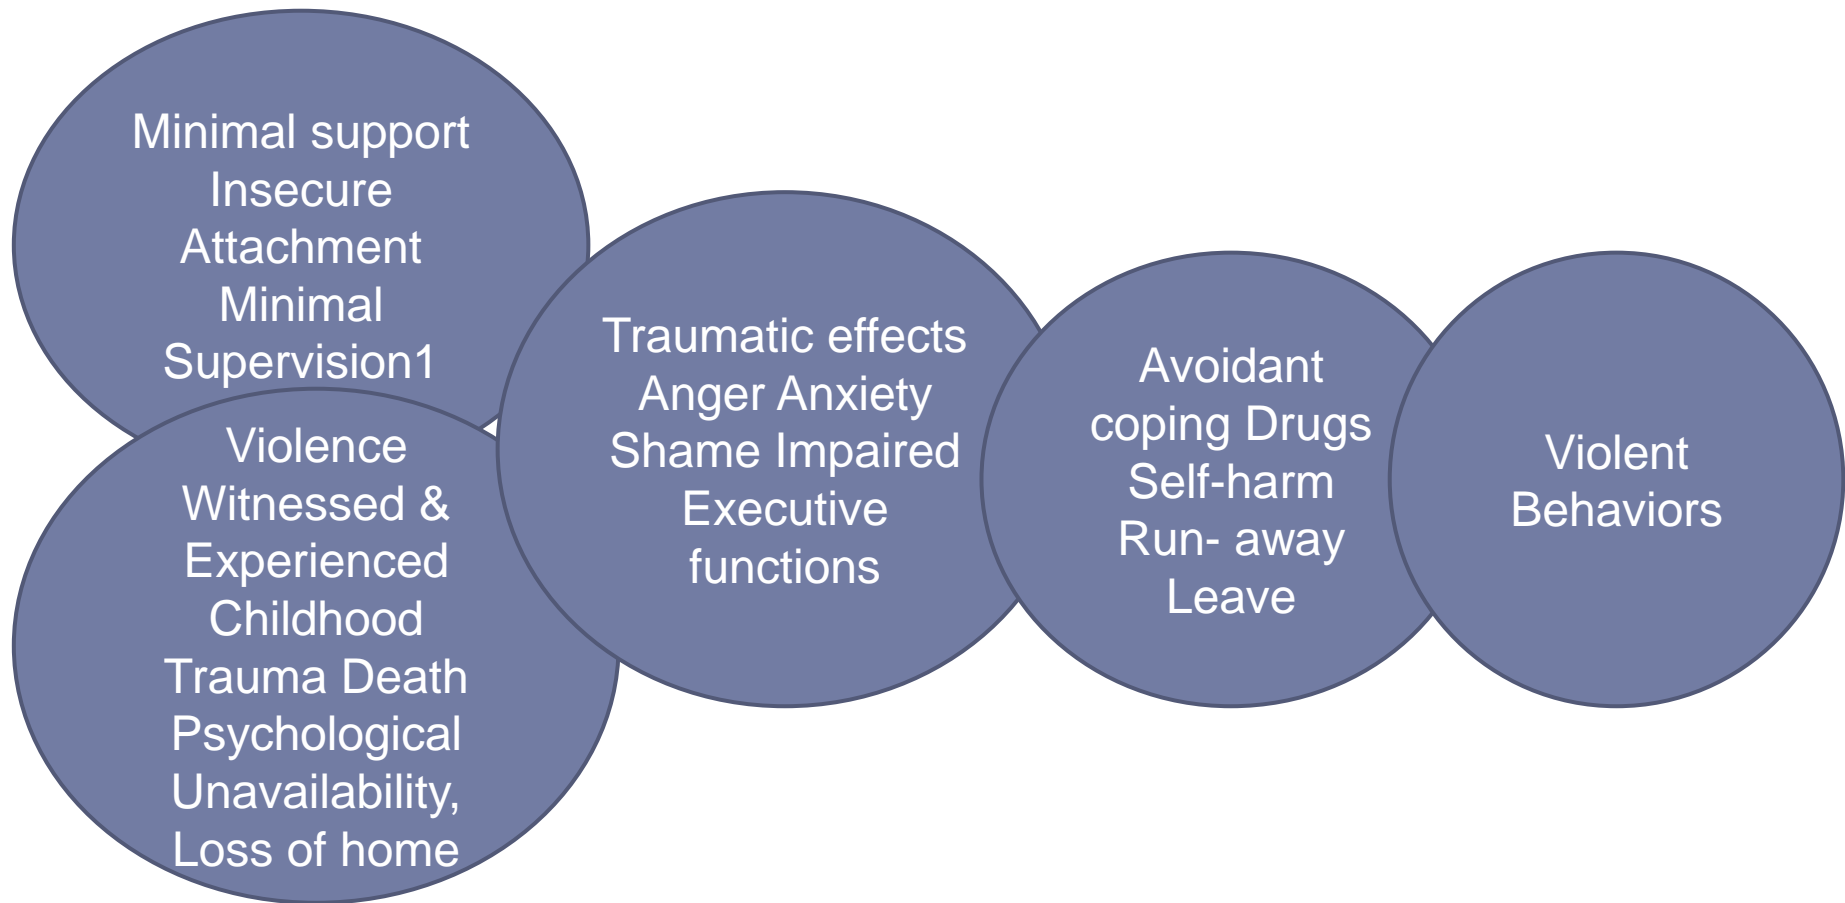 Minimal support
Insecure
Attachment
Minimal
Supervision1
Violence
Witnessed &
Experienced
Childhood
Trauma Death
Psychological
Unavailability,
Loss of home
Traumatic effects
Anger Anxiety
Shame Impaired
Executive
functions
Avoidant
coping Drugs
Self-harm
Run- away
Leave
Violent
Behaviors